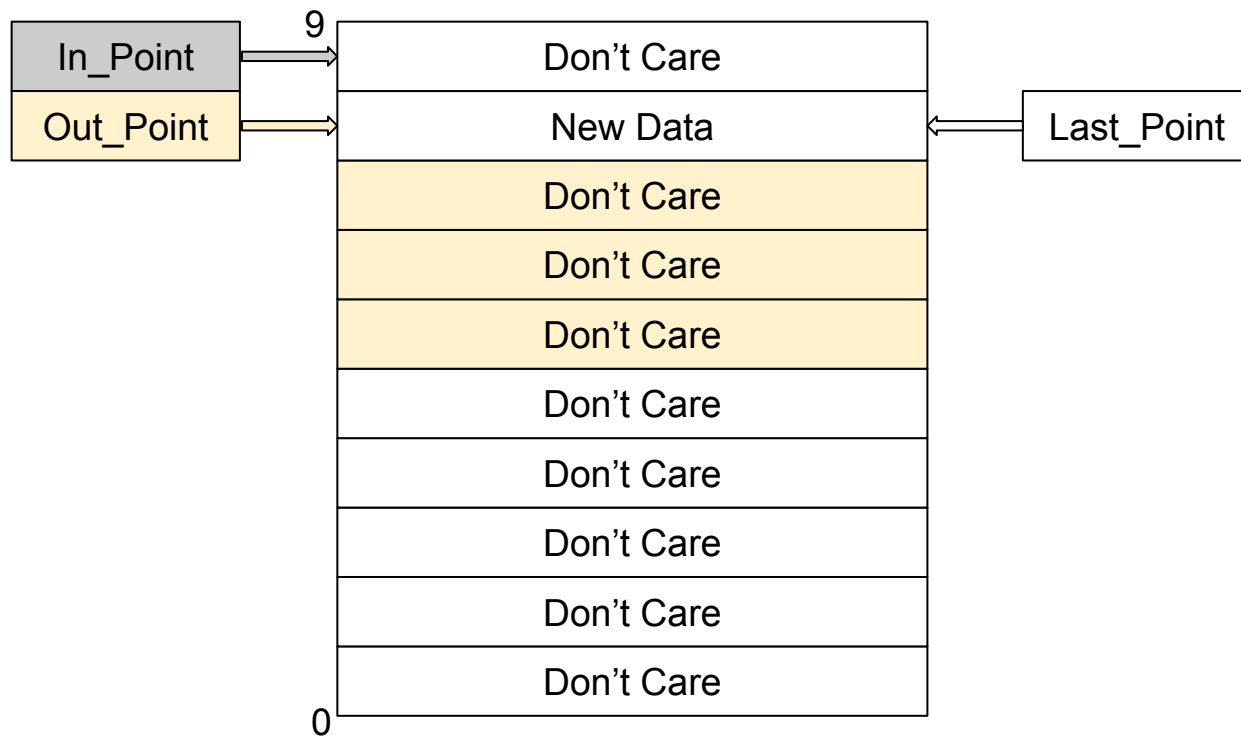 9
In_Point
Don’t Care
Out_Point
New Data
Last_Point
Don’t Care
Don’t Care
Don’t Care
Don’t Care
Don’t Care
Don’t Care
Don’t Care
Don’t Care
0